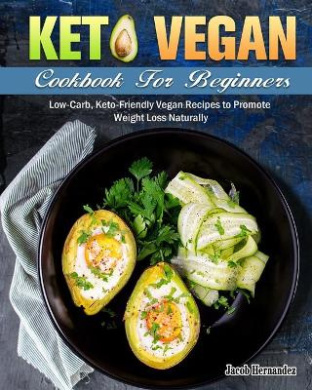 KETO VEGAN
Cookbook For Beginners
Low-Carb, Keto-Friendly Vegan Recipes to Promote
Weight Loss Naturally
Jacob Hernandez